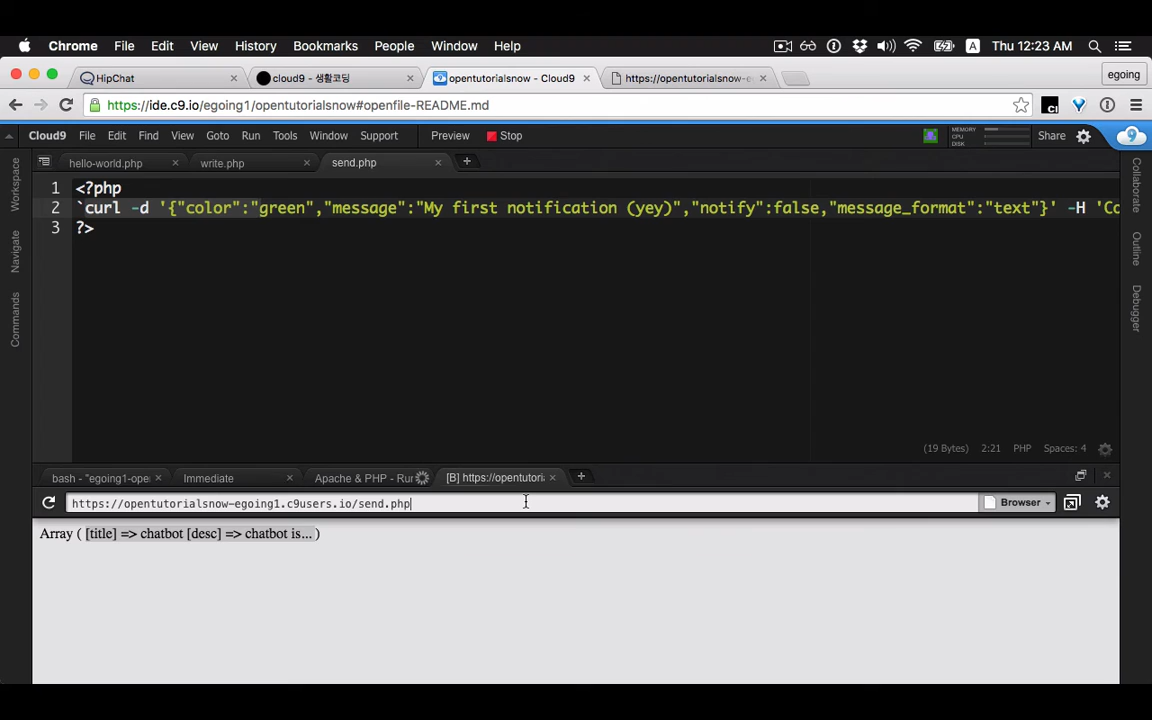 Chrome File Edit View History Bookmarks People Window Help Thu 12:23 AM
HipChat cloud9 - 생활코딩 opentutorialsnow - Cloud9 https://opentutorialsnow-e egoing
https://ide.c9.io/egoing1/opentutorialsnow#openfile-README.md
Cloud9 File Edit Find View Goto Run Tools Window Support Preview Stop MEMORY CPU DISK Share
hello-world.php write.php send.php
Workspace
Navigate
Commands
1 <?php
2 `curl -d '{"color":"green","message":"My first notification (yey)","notify":false,"message_format":"text"}' -H 'Co
3 ?>
Collaborate
Outline
Debugger
(19 Bytes) 2:21 PHP Spaces: 4
bash - "egoing1-ope Immediate Apache & PHP - Run [B] https://opentutori
https://opentutorialsnow-egoing1.c9users.io/send.php Browser
Array ( [title] => chatbot [desc] => chatbot is... )